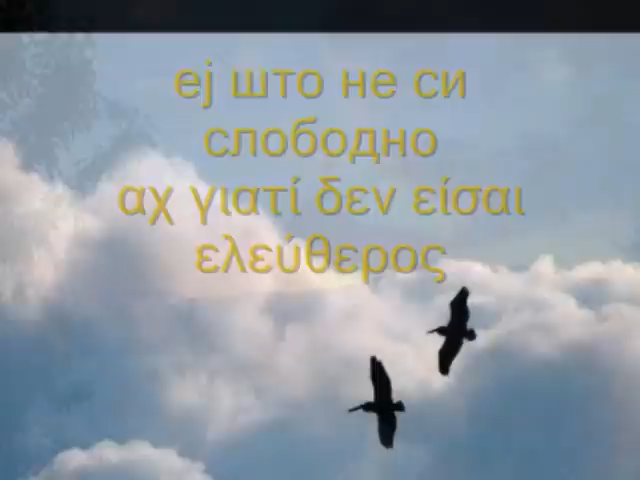 еј што не си
слободно
αχ γιατί δεν είσαι
ελεύθερος